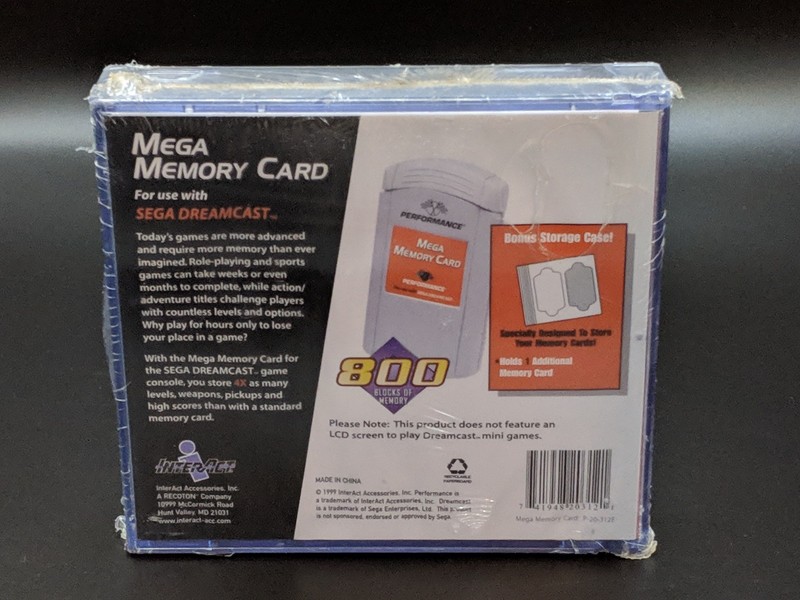 MEGA
MEMORY CARD
For use with
SEGA DREAMCAST™
Today's games are more advanced
and require more memory than ever
imagined. Role-playing and sports
games can take weeks or even
months to complete, while action/
adventure titles challenge players
with countless levels and options.
Why play for hours only to lose
your place in a game?
With the Mega Memory Card for
the SEGA DREAMCAST™ game
console, you store 4X as many
levels, weapons, pickups and
high scores than with a standard
memory card.
INTERACT
InterAct Accessories, Inc.
A RECOTON® Company
10999 McCormick Road
Hunt Valley, MD 21031
www.interact-acc.com
PERFORMANCE
MEGA
MEMORY CARD
PERFORMANCE
800
BLOCKS OF
MEMORY
Bonus Storage Case!
Specially Designed To Store
Your Memory Cards!
Holds 1 Additional
Memory Card
Please Note: This product does not feature an
LCD screen to play Dreamcast™ mini games.
MADE IN CHINA
RECYCLABLE
© 1999 InterAct Accessories, Inc. Performance is
a trademark of InterAct Accessories, Inc. Dreamcast
is a trademark of Sega Enterprises, Ltd. This product
is not sponsored, endorsed or approved by Sega.
7 41948 20312
Mega Memory Card